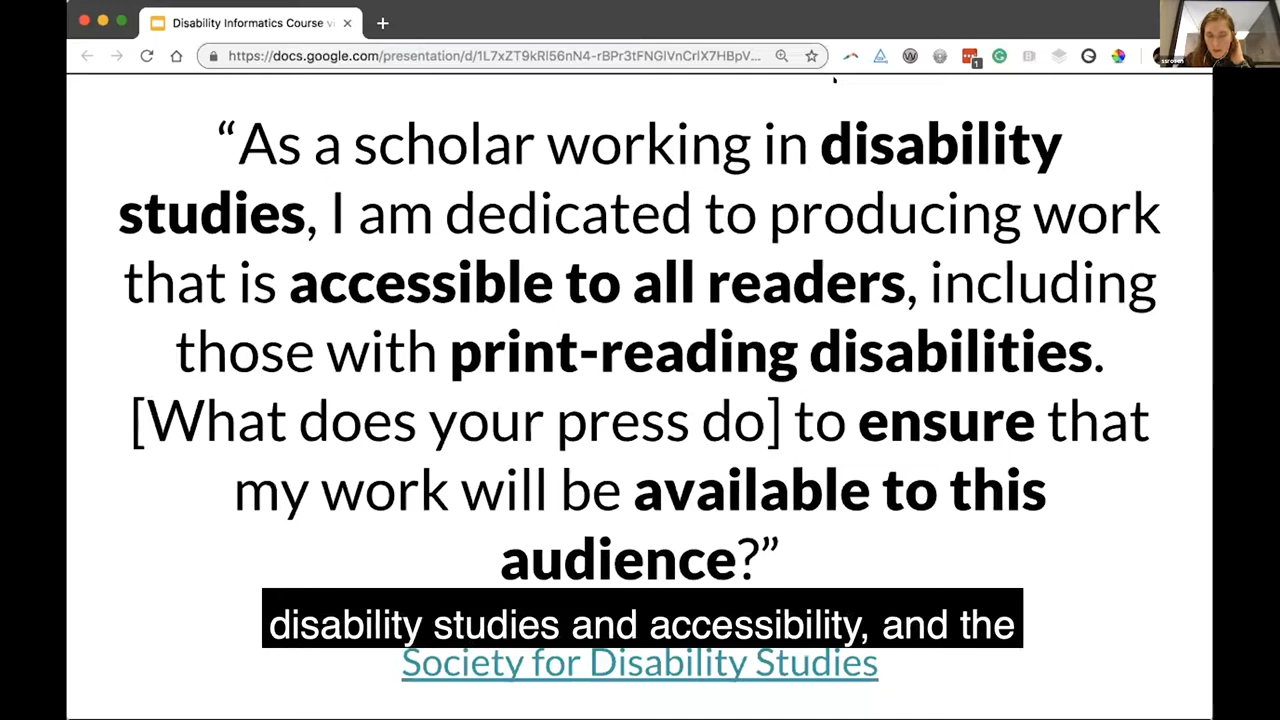 Disability Informatics Course v
https://docs.google.com/presentation/d/1L7xZT9kRl56nN4-rBPr3tFNGlVnCrlX7HBpV...
1
ssrosen
“As a scholar working in disability
studies, I am dedicated to producing work
that is accessible to all readers, including
those with print-reading disabilities.
[What does your press do] to ensure that
my work will be available to this
audience?”
disability studies and accessibility, and the
Society for Disability Studies